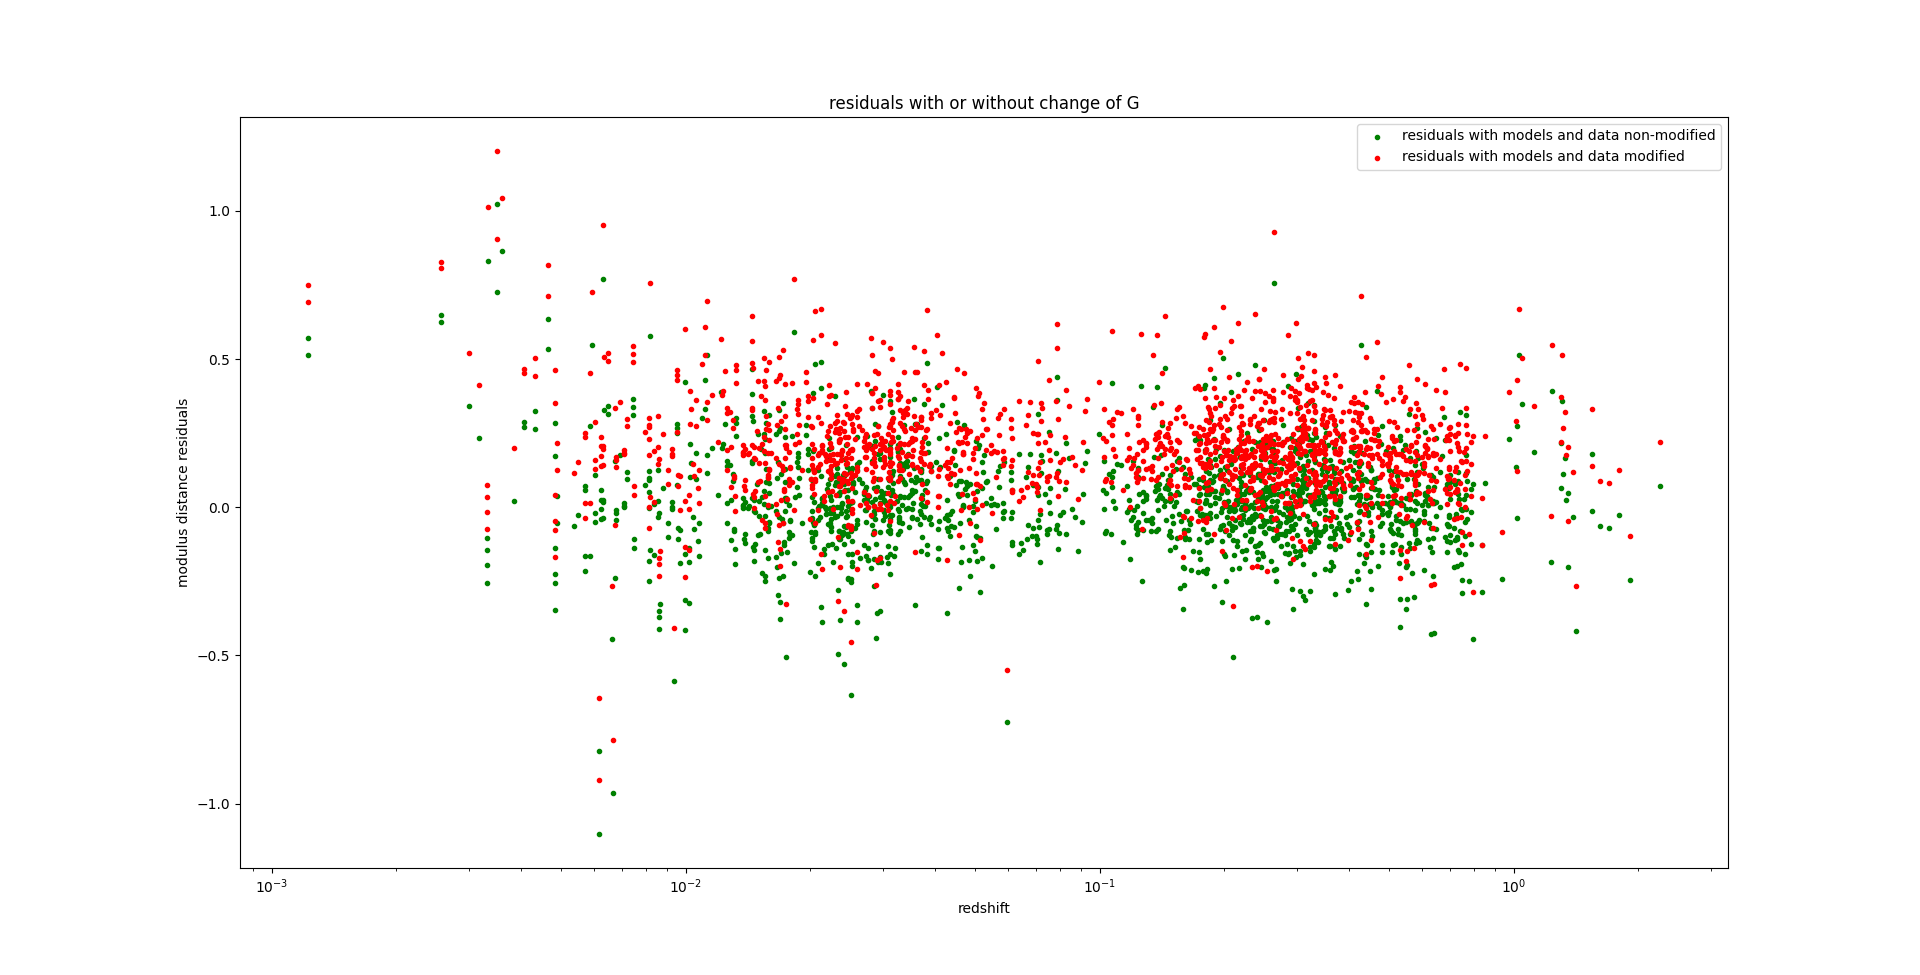 residuals with or without change of G
residuals with models and data non-modified
residuals with models and data modified
1.0
0.5
0.0
−0.5
−1.0
modulus distance residuals
10⁻³ 10⁻² 10⁻¹ 10⁰
redshift